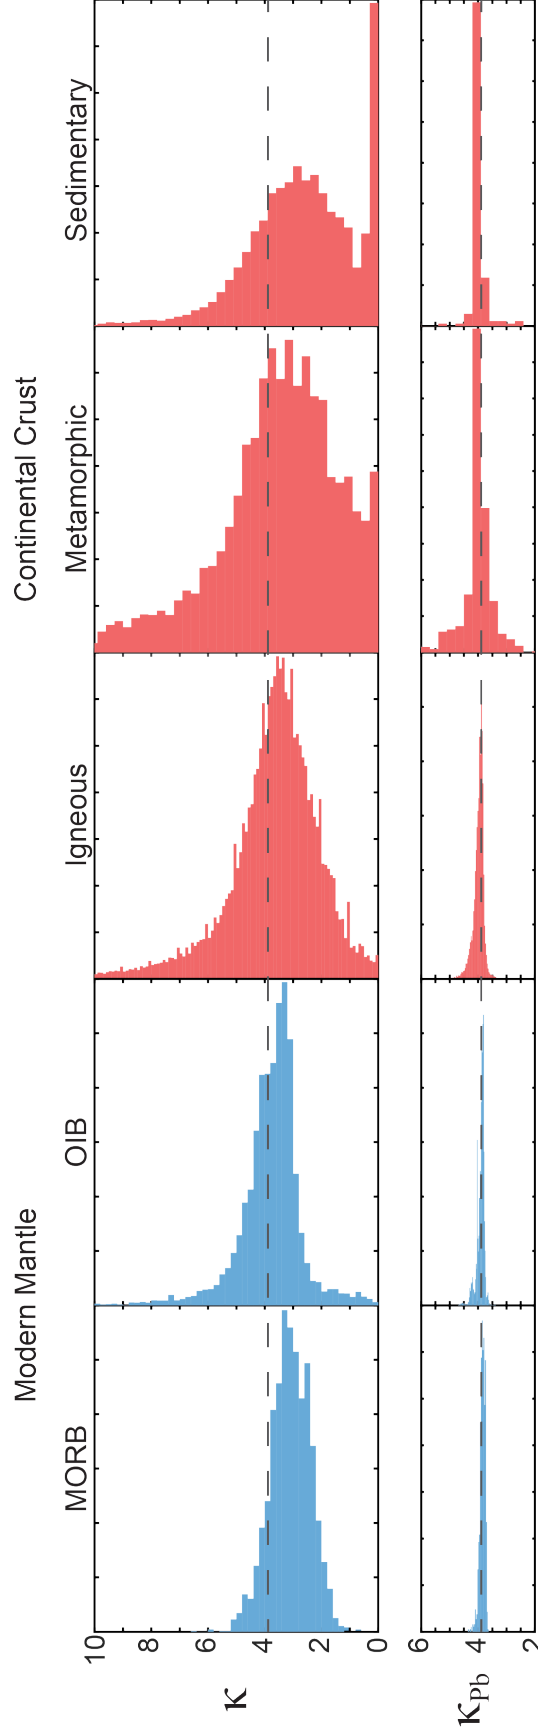 Modern Mantle
Continental Crust
MORB
OIB
Igneous
Metamorphic
Sedimentary
κ
10
8
6
4
2
0
κPb
6
4
2